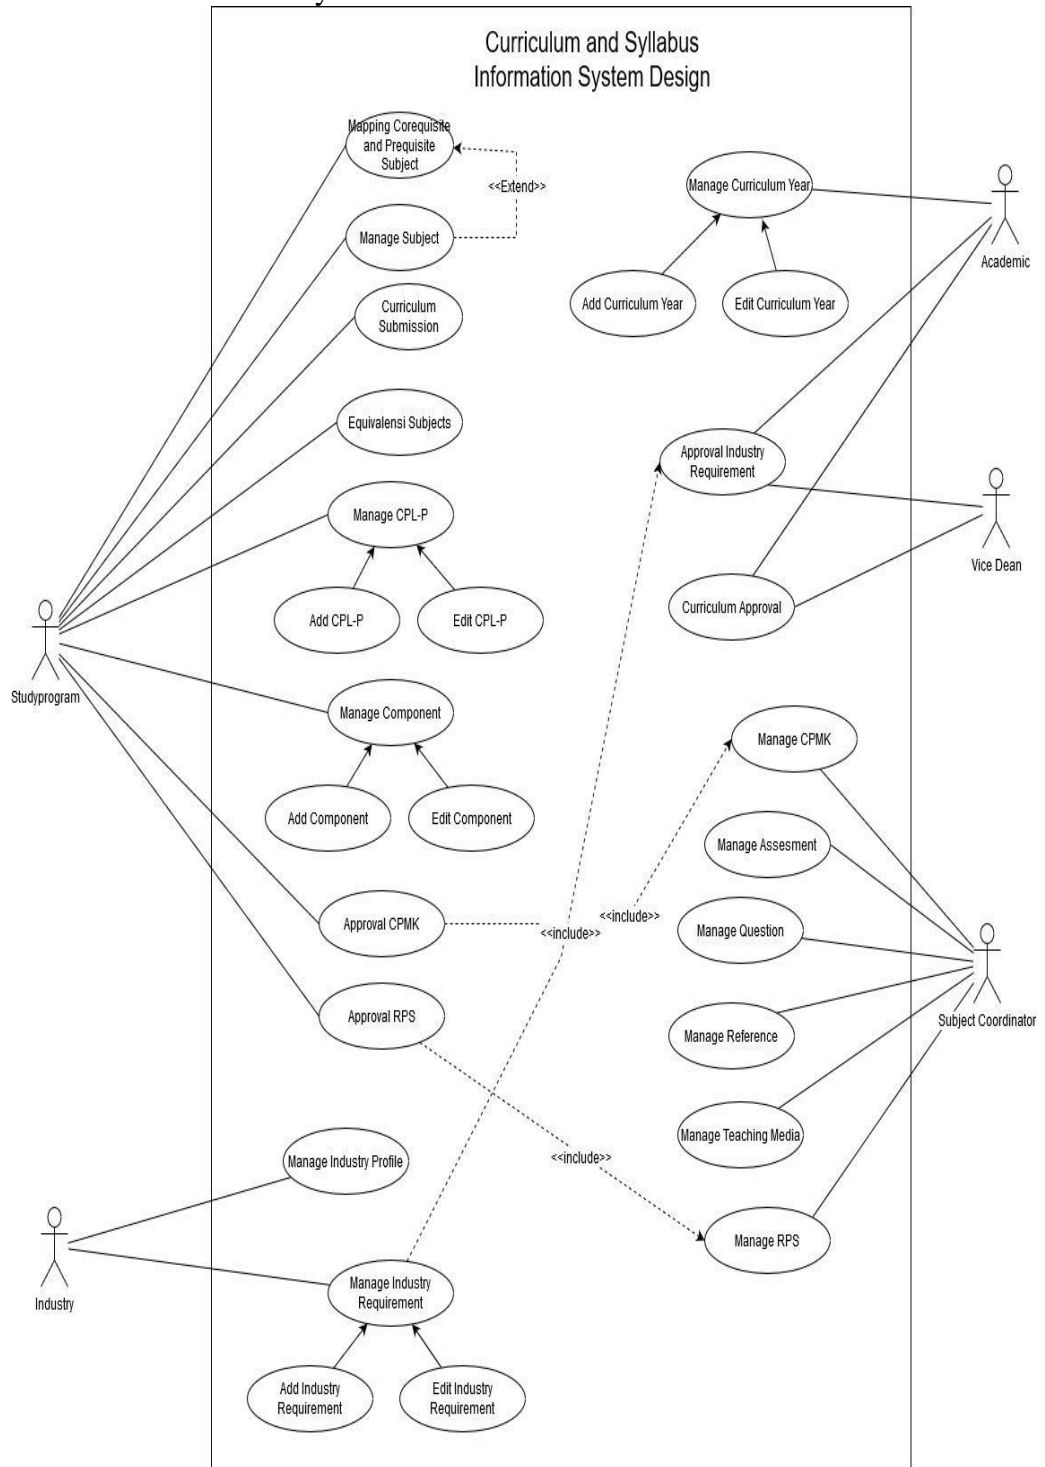 Curriculum and Syllabus
Information System Design
Mapping Corequisite
and Prequisite
Subject
<<Extend>>
Manage Subject
Curriculum
Submission
Equivalensi Subjects
Manage CPL-P
Add CPL-P
Edit CPL-P
Studyprogram
Manage Component
Add Component
Edit Component
Approval CPMK
Approval RPS
Manage Industry Profile
Industry
Manage Industry
Requirement
Add Industry
Requirement
Edit Industry
Requirement
Manage Curriculum Year
Add Curriculum Year
Edit Curriculum Year
Academic
Approval Industry
Requirement
Vice Dean
Curriculum Approval
Manage CPMK
Manage Assesment
<<include>>
<<include>>
Manage Question
Subject Coordinator
Manage Reference
Manage Teaching Media
<<include>>
Manage RPS